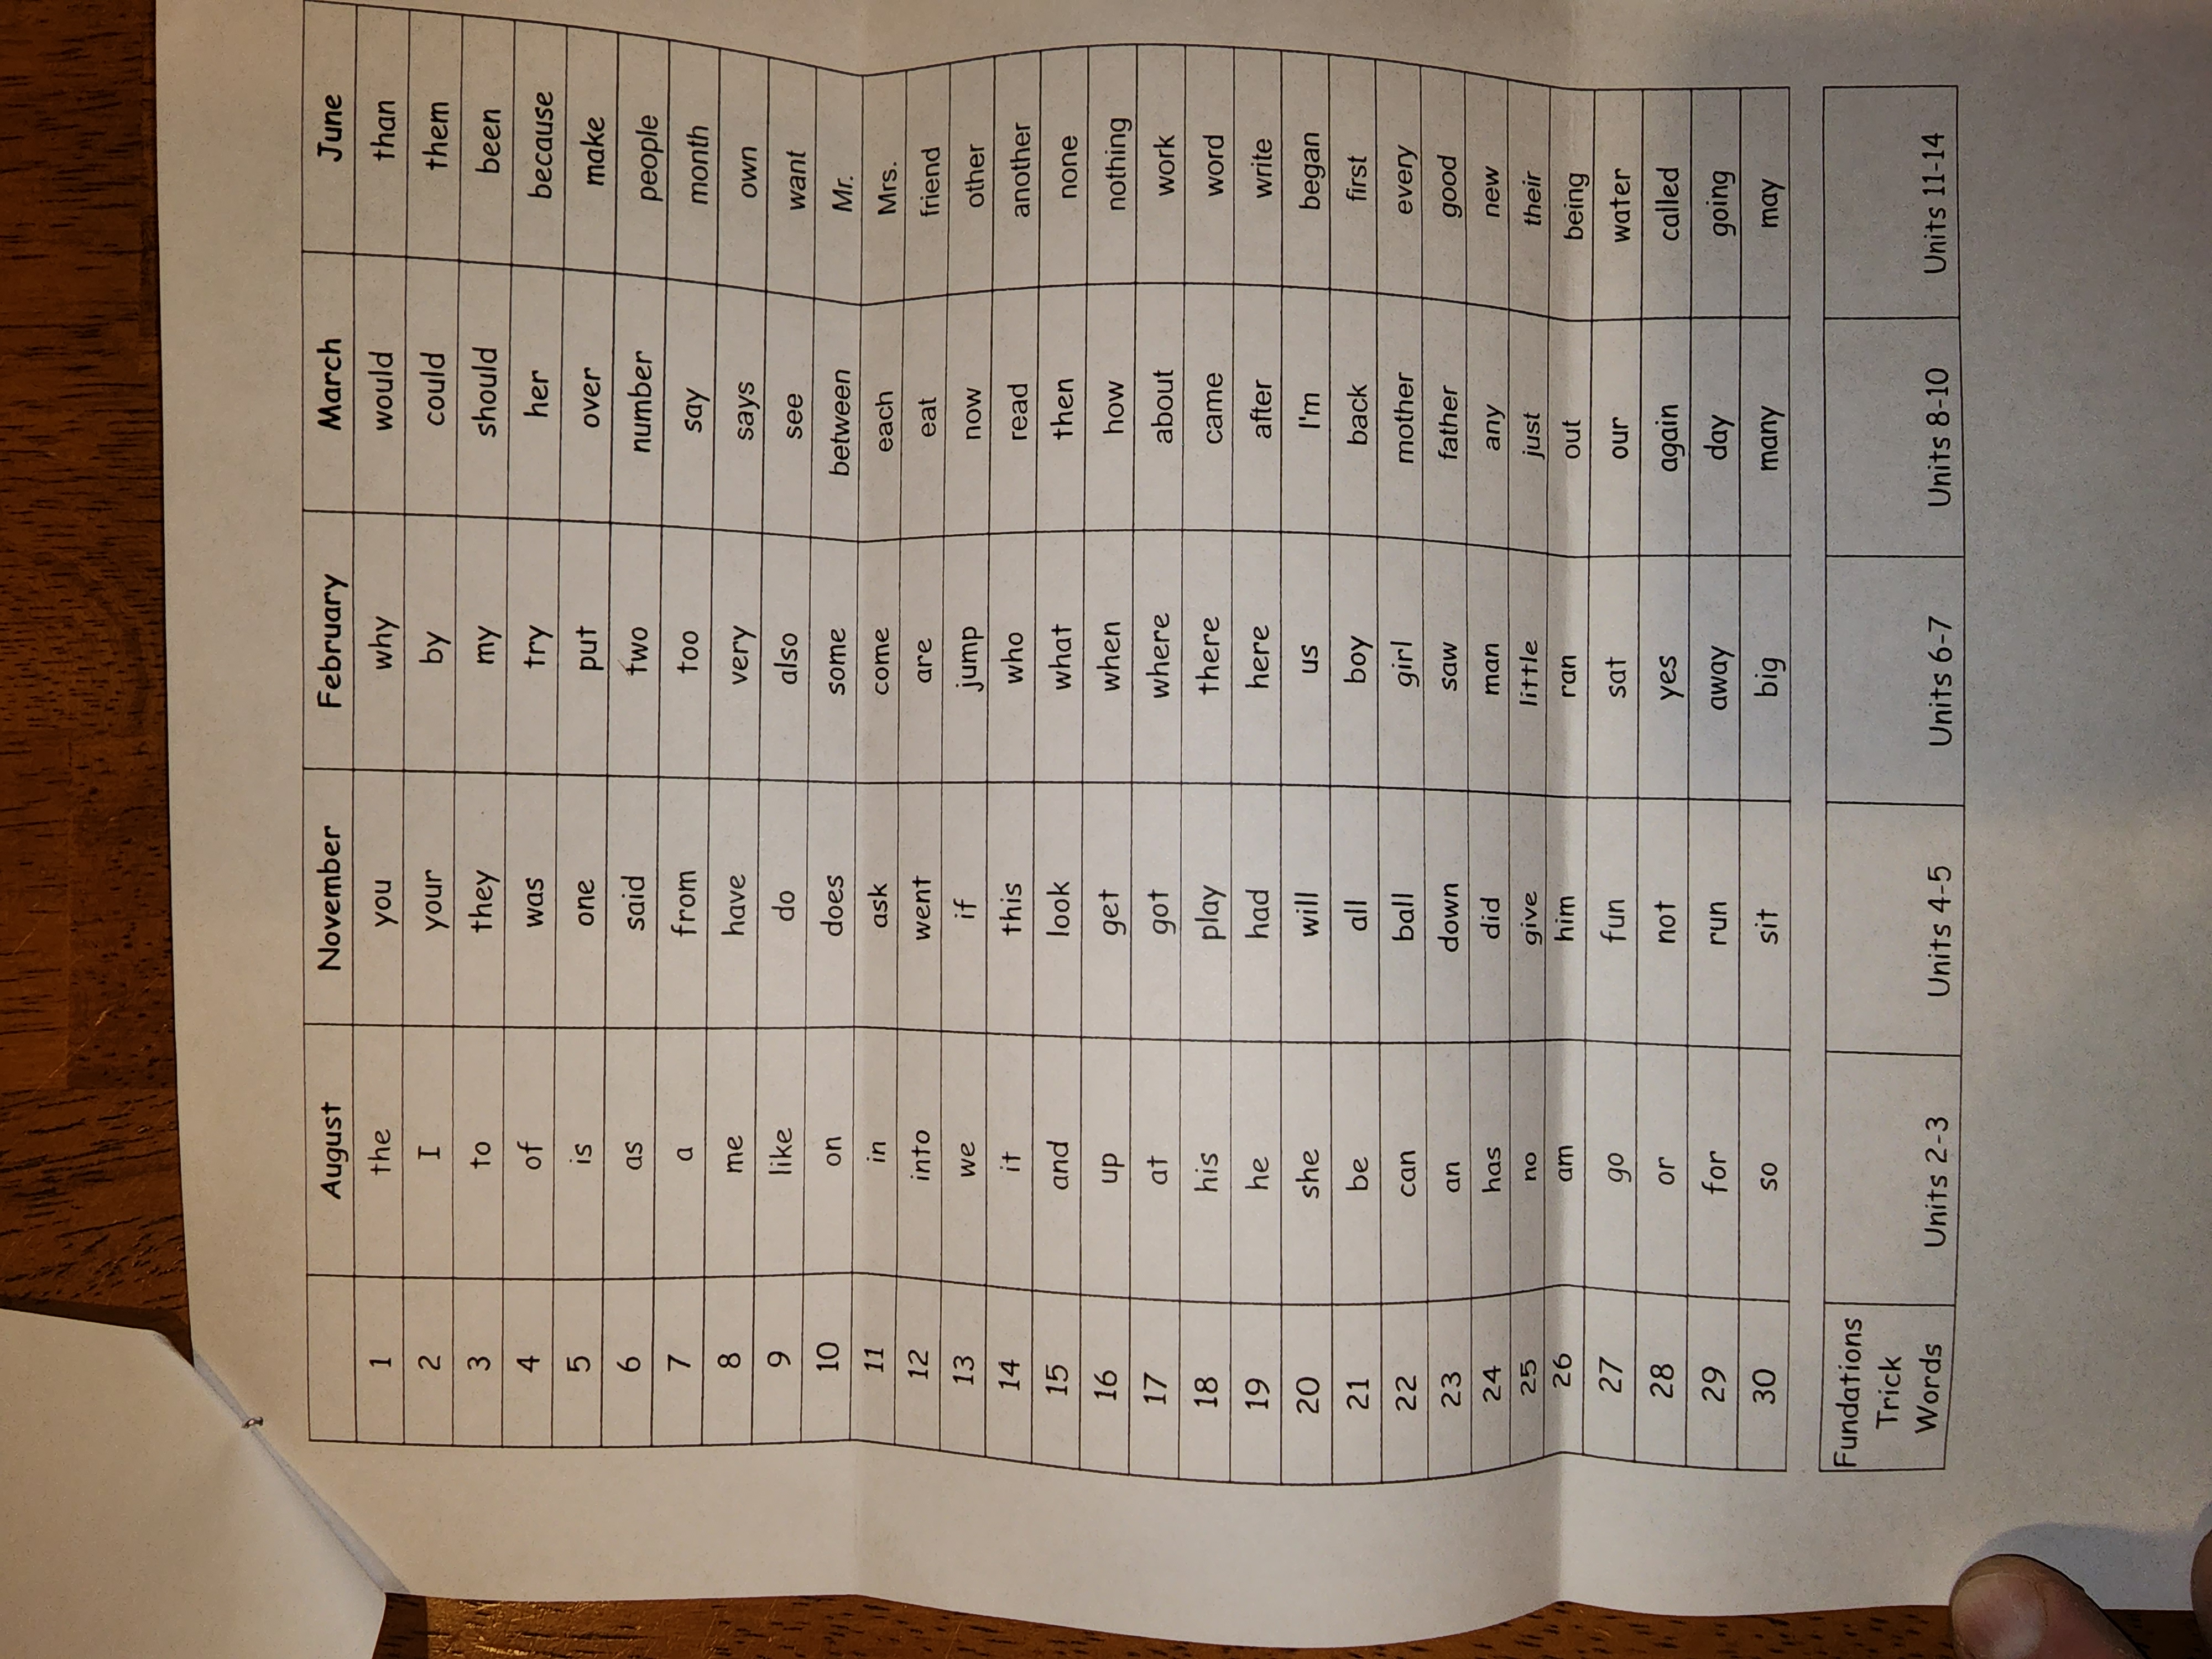 August November February March June
1 the you why would than
2 I your by could them
3 to they my should been
4 of was try her because
5 is one put over make
6 as said two number people
7 a from too say month
8 me have very says own
9 like do also see want
10 on does some between Mr.
11 in ask come each Mrs.
12 into went are eat friend
13 we if jump now other
14 it this who read another
15 and look what then none
16 up get when how nothing
17 at got where about work
18 his play there came word
19 he had here after write
20 she will us I'm began
21 be all boy back first
22 can ball girl mother every
23 an down saw father good
24 has did man any new
25 no give little just their
26 am him ran out being
27 go fun sat our water
28 or not yes again called
29 for run away day going
30 so sit big many may
Fundations
Trick
Words Units 2-3 Units 4-5 Units 6-7 Units 8-10 Units 11-14